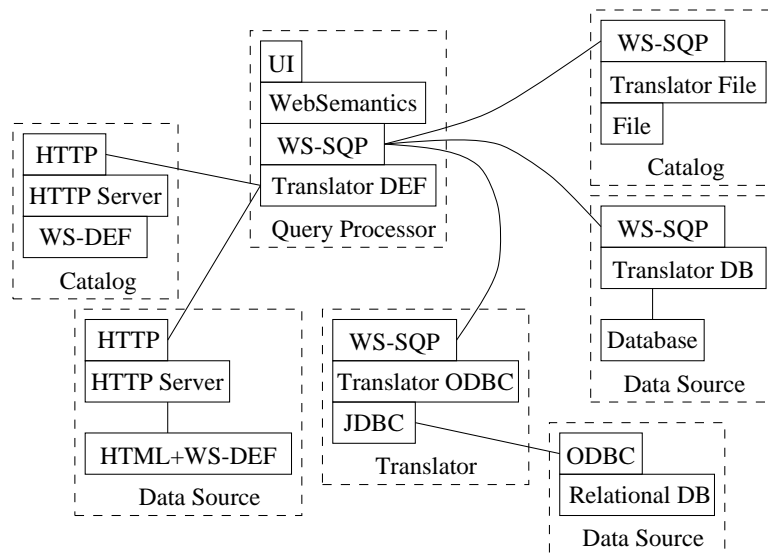 UI
WebSemantics
WS-SQP
Translator DEF
Query Processor
WS-SQP
Translator File
File
Catalog
HTTP
HTTP Server
WS-DEF
Catalog
WS-SQP
Translator DB
Database
Data Source
HTTP
HTTP Server
HTML+WS-DEF
Data Source
WS-SQP
Translator ODBC
JDBC
Translator
ODBC
Relational DB
Data Source